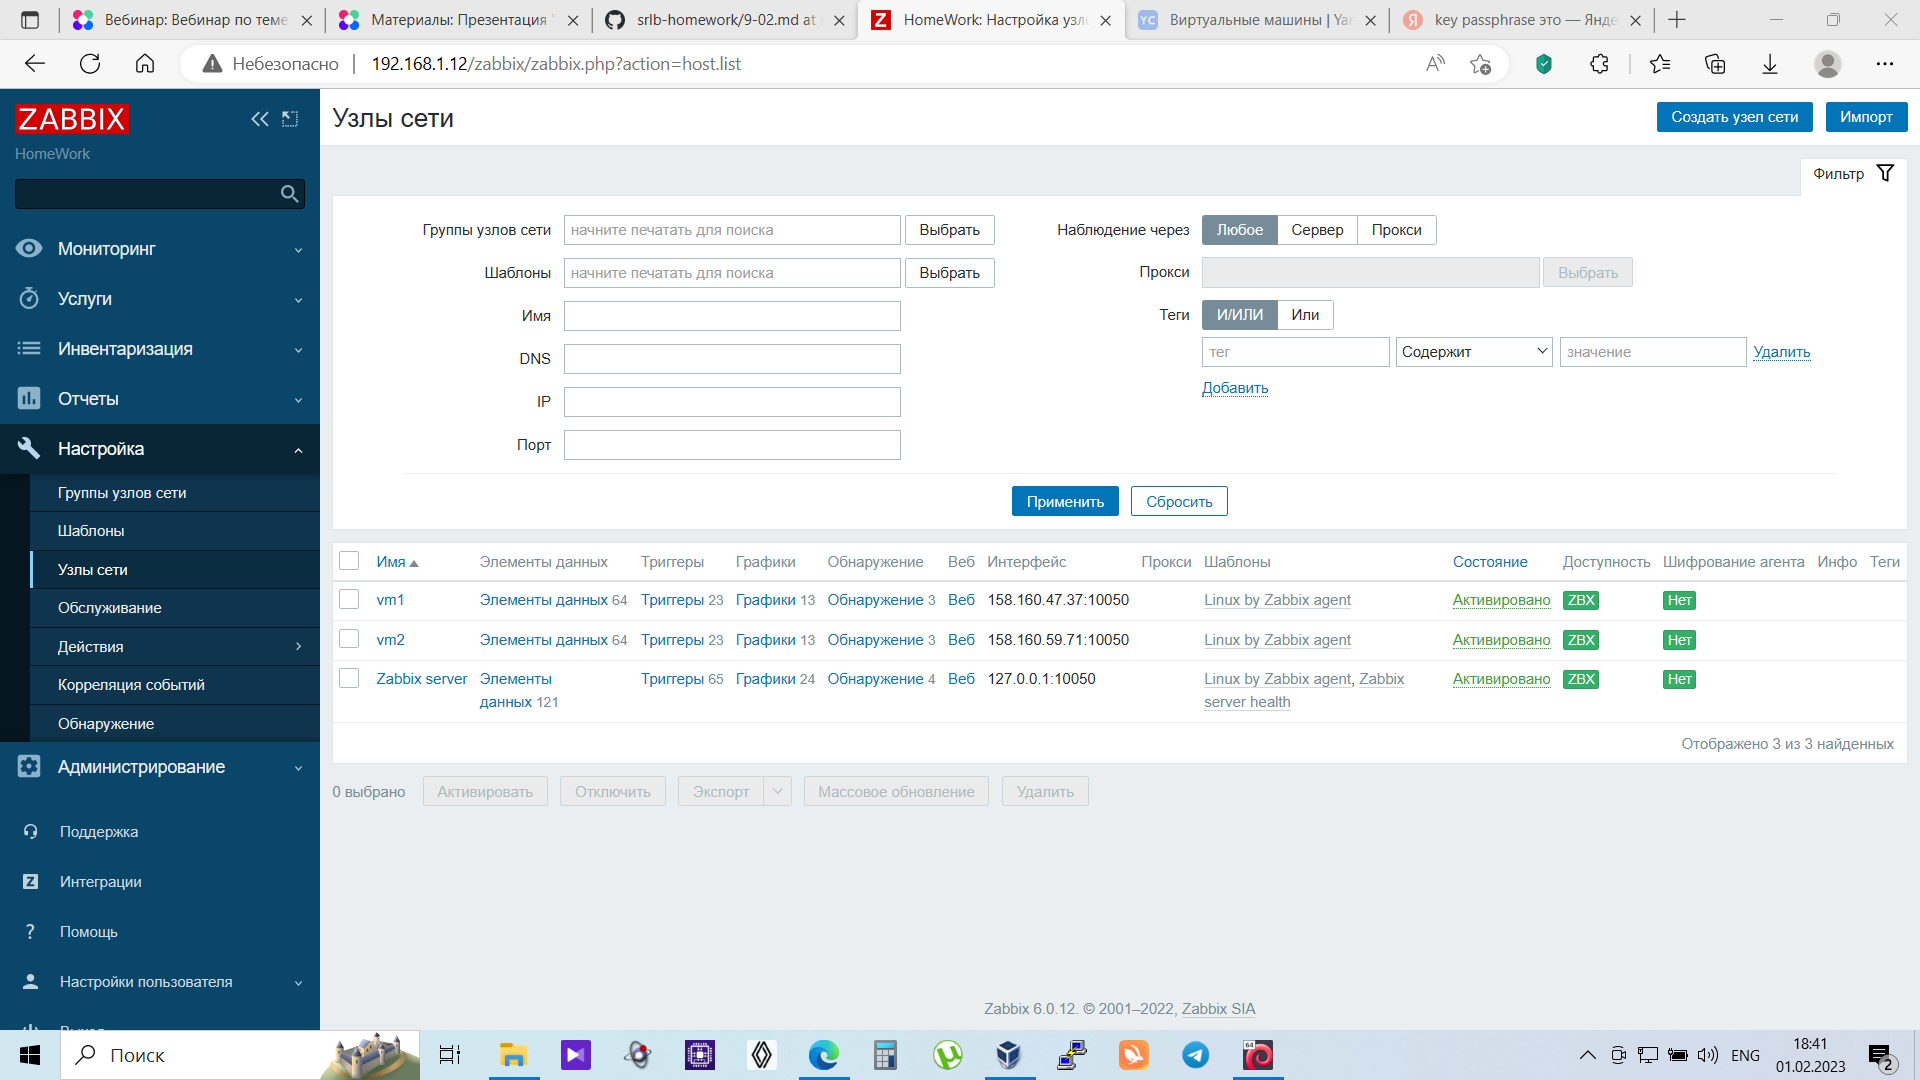 Вебинар: Вебинар по теме
Материалы: Презентация "
srlb-homework/9-02.md at
HomeWork: Настройка узл
Виртуальные машины | Yan
key passphrase это — Янде
Небезопасно
192.168.1.12/zabbix/zabbix.php?action=host.list
ZABBIX
HomeWork
Мониторинг
Услуги
Инвентаризация
Отчеты
Настройка
Группы узлов сети
Шаблоны
Узлы сети
Обслуживание
Действия
Корреляция событий
Обнаружение
Администрирование
Поддержка
Интеграции
Помощь
Настройки пользователя
Узлы сети
Создать узел сети
Импорт
Фильтр
Группы узлов сети начните печатать для поиска Выбрать
Шаблоны начните печатать для поиска Выбрать
Имя
DNS
IP
Порт
Наблюдение через Любое Сервер Прокси
Прокси Выбрать
Теги И/ИЛИ Или
тег Содержит значение Удалить
Добавить
Применить Сбросить
Имя Элементы данных Триггеры Графики Обнаружение Веб Интерфейс Прокси Шаблоны Состояние Доступность Шифрование агента Инфо Теги
vm1 Элементы данных 64 Триггеры 23 Графики 13 Обнаружение 3 Веб 158.160.47.37:10050 Linux by Zabbix agent Активировано ZBX Нет
vm2 Элементы данных 64 Триггеры 23 Графики 13 Обнаружение 3 Веб 158.160.59.71:10050 Linux by Zabbix agent Активировано ZBX Нет
Zabbix server Элементы данных 121 Триггеры 65 Графики 24 Обнаружение 4 Веб 127.0.0.1:10050 Linux by Zabbix agent, Zabbix server health Активировано ZBX Нет
Отображено 3 из 3 найденных
0 выбрано Активировать Отключить Экспорт Массовое обновление Удалить
Zabbix 6.0.12. © 2001–2022, Zabbix SIA
Поиск
64
ENG
18:41
01.02.2023
2